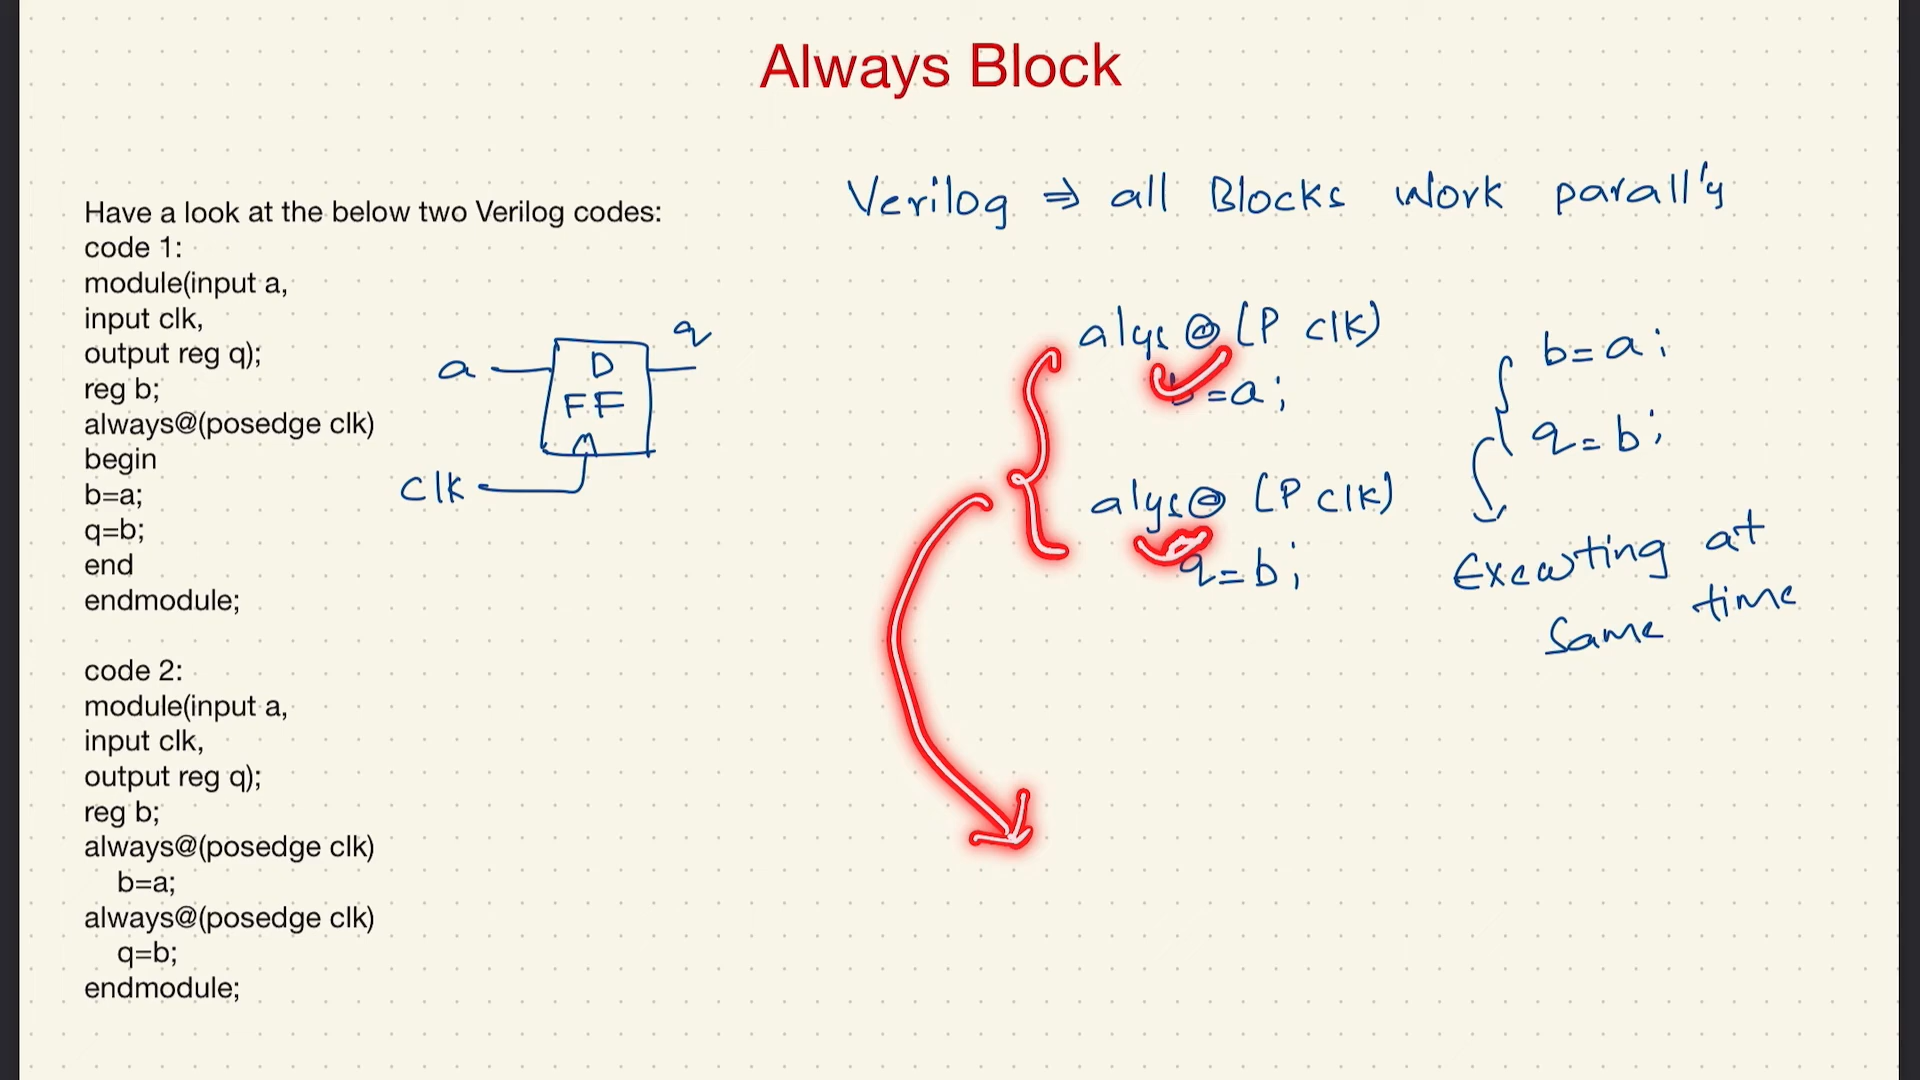 Always Block
Have a look at the below two Verilog codes:
code 1:
module(input a,
input clk,
output reg q);
reg b;
always@(posedge clk)
begin
b=a;
q=b;
end
endmodule;
code 2:
module(input a,
input clk,
output reg q);
reg b;
always@(posedge clk)
b=a;
always@(posedge clk)
q=b;
endmodule;
a
D
FF
q
clk
Verilog ⇒ all Blocks work parall'y
alys @ (P clk)
b=a;
alys@ (P clk)
q=b;
b=a;
q=b;
Executing at
same time